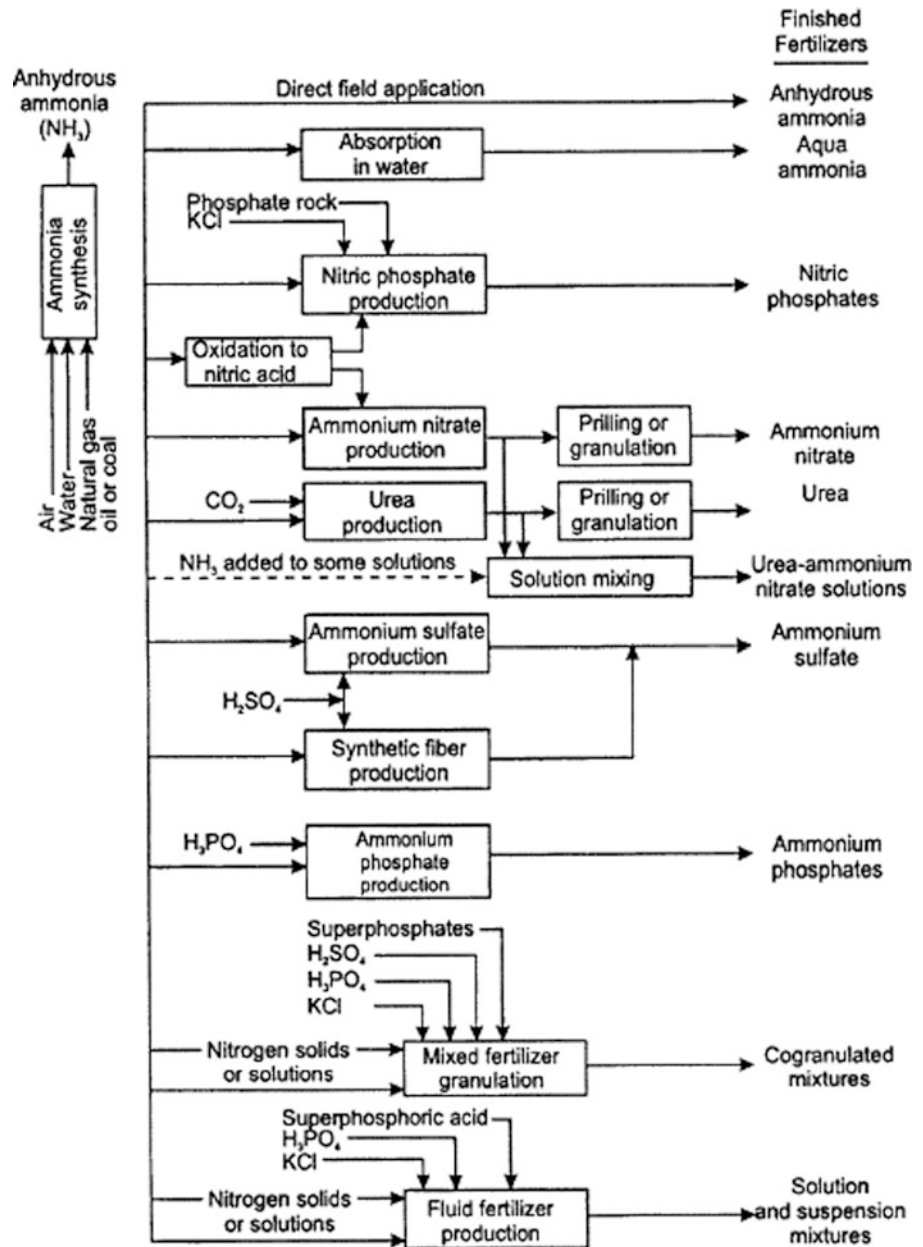 Finished
Fertilizers
Anhydrous
ammonia
(NH₃)
Ammonia
synthesis
Air
Water
Natural gas
oil or coal
Direct field application
Anhydrous
ammonia
Absorption
in water
Aqua
ammonia
Phosphate rock
KCl
Nitric phosphate
production
Nitric
phosphates
Oxidation to
nitric acid
Ammonium nitrate
production
Prilling or
granulation
Ammonium
nitrate
CO₂
Urea
production
Prilling or
granulation
Urea
NH₃ added to some solutions
Solution mixing
Urea-ammonium
nitrate solutions
Ammonium sulfate
production
Ammonium
sulfate
H₂SO₄
Synthetic fiber
production
H₃PO₄
Ammonium
phosphate
production
Ammonium
phosphates
Superphosphates
H₂SO₄
H₃PO₄
KCl
Nitrogen solids
or solutions
Mixed fertilizer
granulation
Cogranulated
mixtures
Superphosphoric acid
H₃PO₄
KCl
Nitrogen solids
or solutions
Fluid fertilizer
production
Solution
and suspension
mixtures